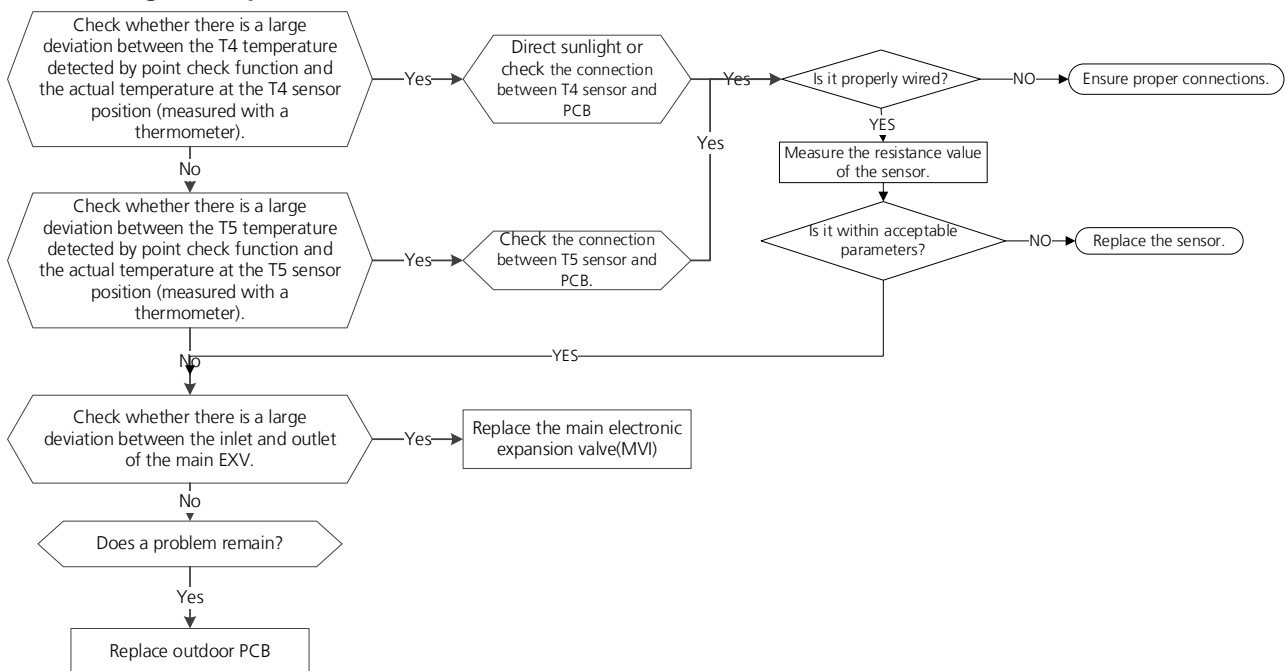 Check whether there is a large
deviation between the T4 temperature
detected by point check function and
the actual temperature at the T4 sensor
position (measured with a
thermometer).
Yes
Direct sunlight or
check the connection
between T4 sensor and
PCB
Yes
Is it properly wired?
NO
Ensure proper connections.
YES
Measure the resistance value
of the sensor.
Is it within acceptable
parameters?
NO
Replace the sensor.
YES
No
Check whether there is a large
deviation between the T5 temperature
detected by point check function and
the actual temperature at the T5 sensor
position (measured with a
thermometer).
Yes
Check the connection
between T5 sensor and
PCB.
Yes
No
Check whether there is a large
deviation between the inlet and outlet
of the main EXV.
Yes
Replace the main electronic
expansion valve(MVI)
No
Does a problem remain?
Yes
Replace outdoor PCB